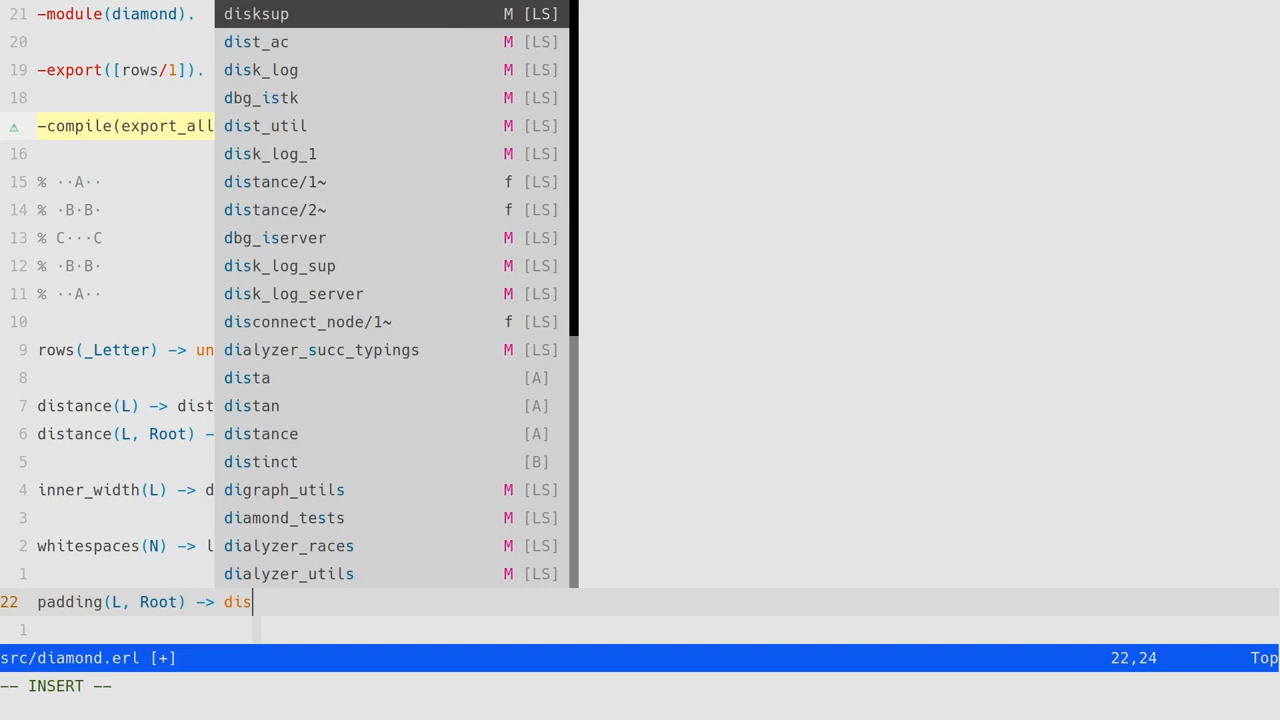 21 -module(diamond). disksup M [LS]
20 dist_ac M [LS]
19 -export([rows/1]). disk_log M [LS]
18 dbg_istk M [LS]
⚠ -compile(export_all dist_util M [LS]
16 disk_log_1 M [LS]
15 % ··A·· distance/1~ f [LS]
14 % ·B·B· distance/2~ f [LS]
13 % C···C dbg_iserver M [LS]
12 % ·B·B· disk_log_sup M [LS]
11 % ··A·· disk_log_server M [LS]
10 disconnect_node/1~ f [LS]
9 rows(_Letter) -> un dialyzer_succ_typings M [LS]
8 dista [A]
7 distance(L) -> dist distan [A]
6 distance(L, Root) - distance [A]
5 distinct [B]
4 inner_width(L) -> d digraph_utils M [LS]
3 diamond_tests M [LS]
2 whitespaces(N) -> l dialyzer_races M [LS]
1 dialyzer_utils M [LS]
22 padding(L, Root) -> dis
1
src/diamond.erl [+] 22,24 Top
-- INSERT --